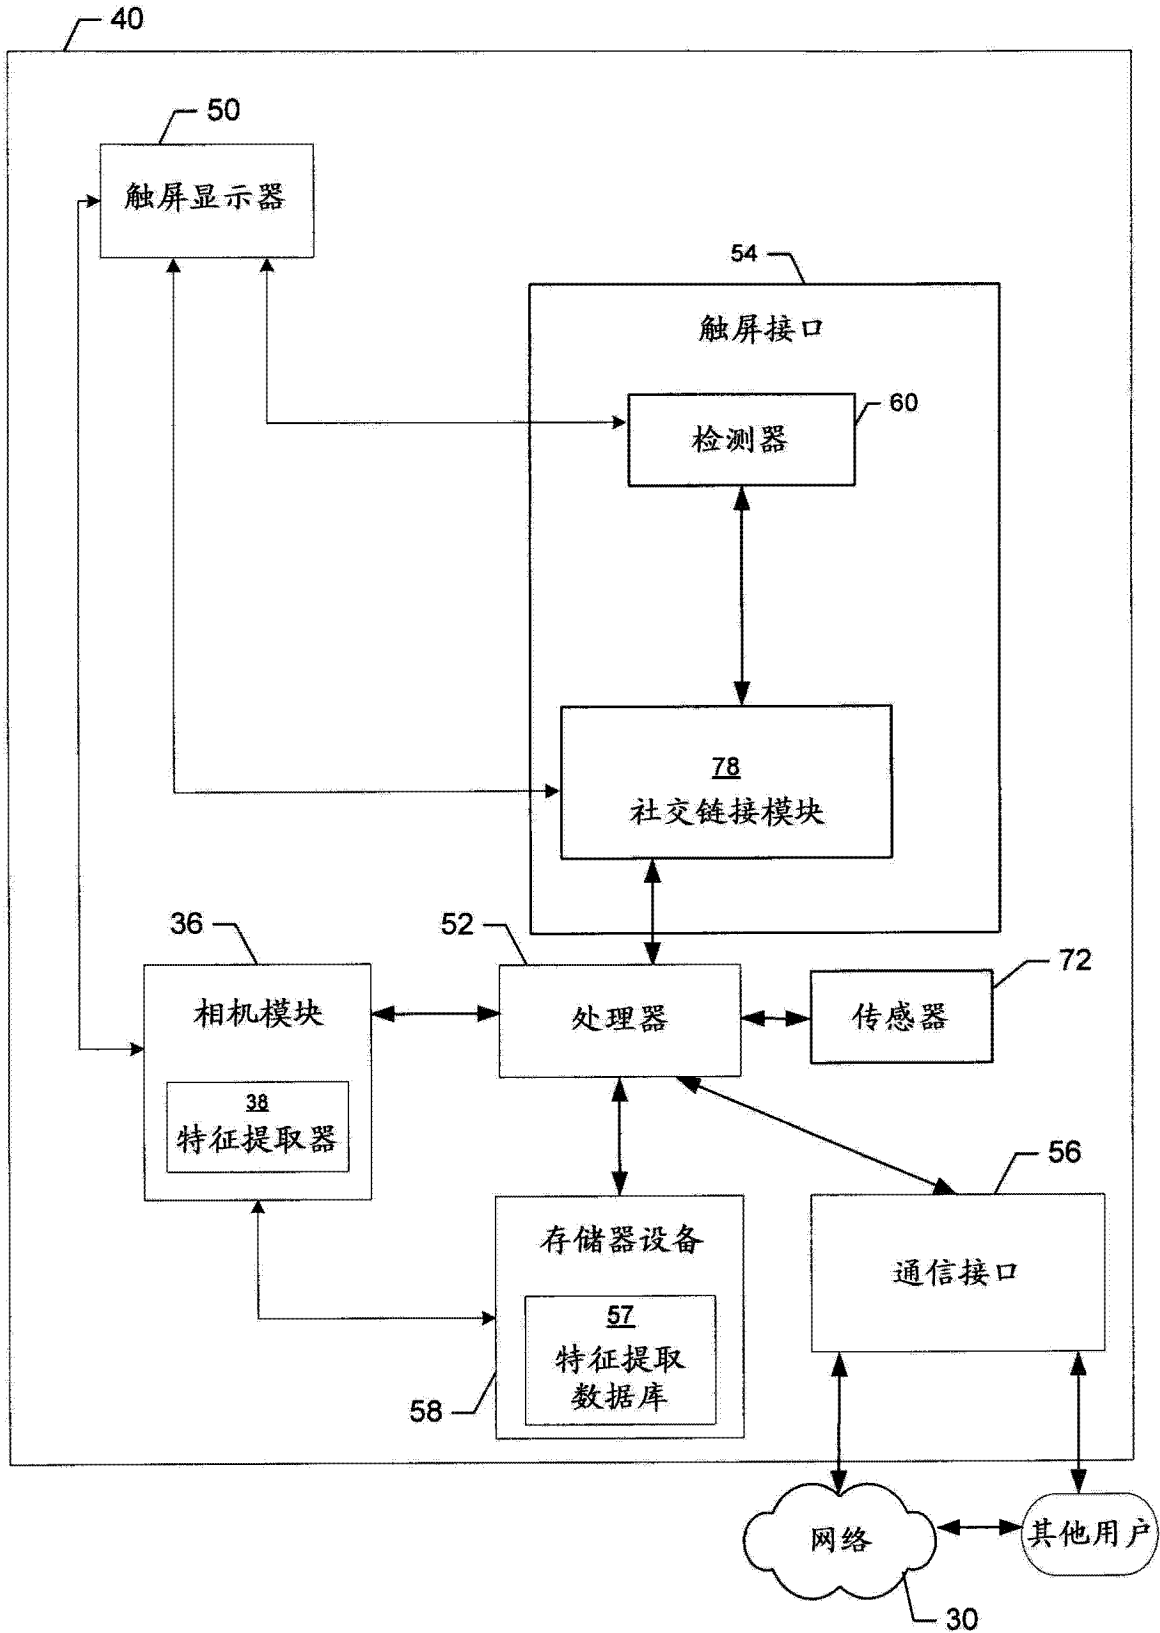 40
50
触屏显示器
54
触屏接口
60
检测器
78
社交链接模块
36
52
72
相机模块
处理器
传感器
38
特征提取器
56
存储器设备
通信接口
57
特征提取
数据库
58
网络
其他用户
30